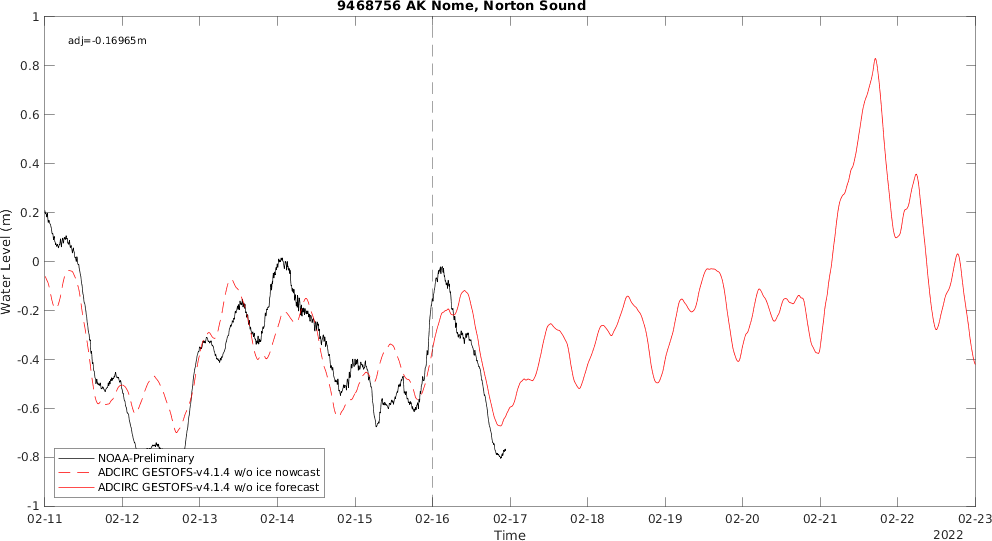 9468756 AK Nome, Norton Sound
adj=-0.16965m
1
0.8
0.6
0.4
0.2
0
-0.2
-0.4
-0.6
-0.8
-1
Water Level (m)
NOAA-Preliminary
ADCIRC GESTOFS-v4.1.4 w/o ice nowcast
ADCIRC GESTOFS-v4.1.4 w/o ice forecast
02-11 02-12 02-13 02-14 02-15 02-16 02-17 02-18 02-19 02-20 02-21 02-22 02-23
Time
2022